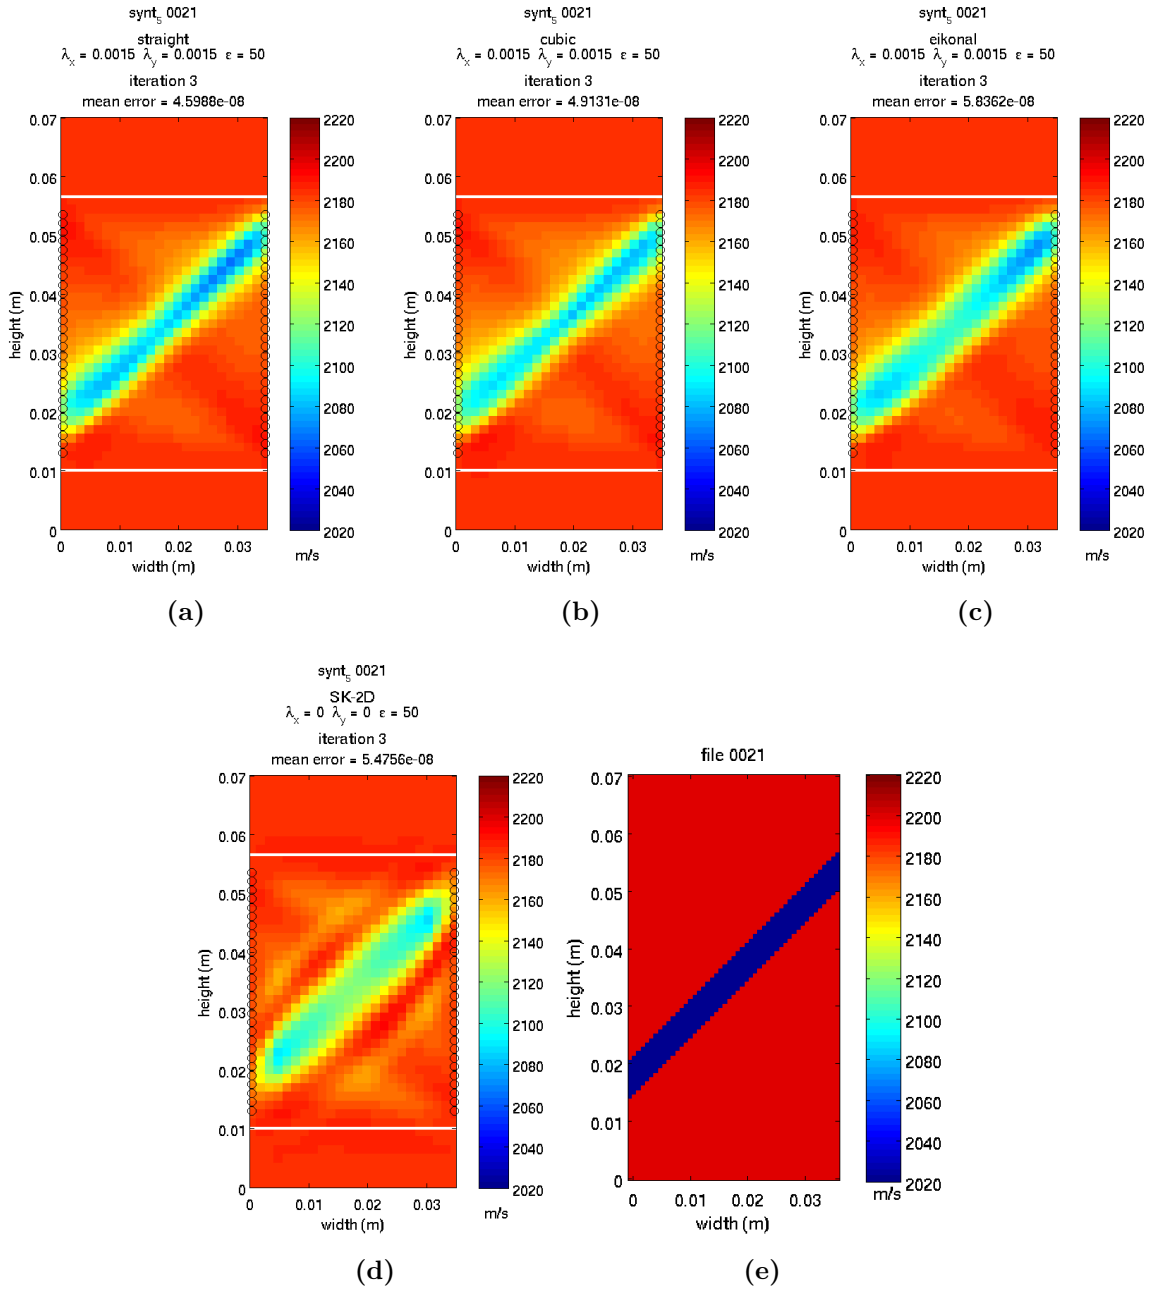 synt₅ 0021
straight
λₓ = 0.0015 λ_y = 0.0015 ε = 50
iteration 3
mean error = 4.5988e-08
0.07
0.06
0.05
0.04
0.03
0.02
0.01
0
height (m)
0 0.01 0.02 0.03
width (m)
2220
2200
2180
2160
2140
2120
2100
2080
2060
2040
2020
m/s
(a)
synt₅ 0021
cubic
λₓ = 0.0015 λ_y = 0.0015 ε = 50
iteration 3
mean error = 4.9131e-08
0.07
0.06
0.05
0.04
0.03
0.02
0.01
0
height (m)
0 0.01 0.02 0.03
width (m)
2220
2200
2180
2160
2140
2120
2100
2080
2060
2040
2020
m/s
(b)
synt₅ 0021
eikonal
λₓ = 0.0015 λ_y = 0.0015 ε = 50
iteration 3
mean error = 5.8362e-08
0.07
0.06
0.05
0.04
0.03
0.02
0.01
0
height (m)
0 0.01 0.02 0.03
width (m)
2220
2200
2180
2160
2140
2120
2100
2080
2060
2040
2020
m/s
(c)
synt₅ 0021
SK-2D
λₓ = 0 λ_y = 0 ε = 50
iteration 3
mean error = 5.4756e-08
0.07
0.06
0.05
0.04
0.03
0.02
0.01
0
height (m)
0 0.01 0.02 0.03
width (m)
2220
2200
2180
2160
2140
2120
2100
2080
2060
2040
2020
m/s
(d)
file 0021
0.07
0.06
0.05
0.04
0.03
0.02
0.01
0
height (m)
0 0.01 0.02 0.03
width (m)
2220
2200
2180
2160
2140
2120
2100
2080
2060
2040
2020
m/s
(e)